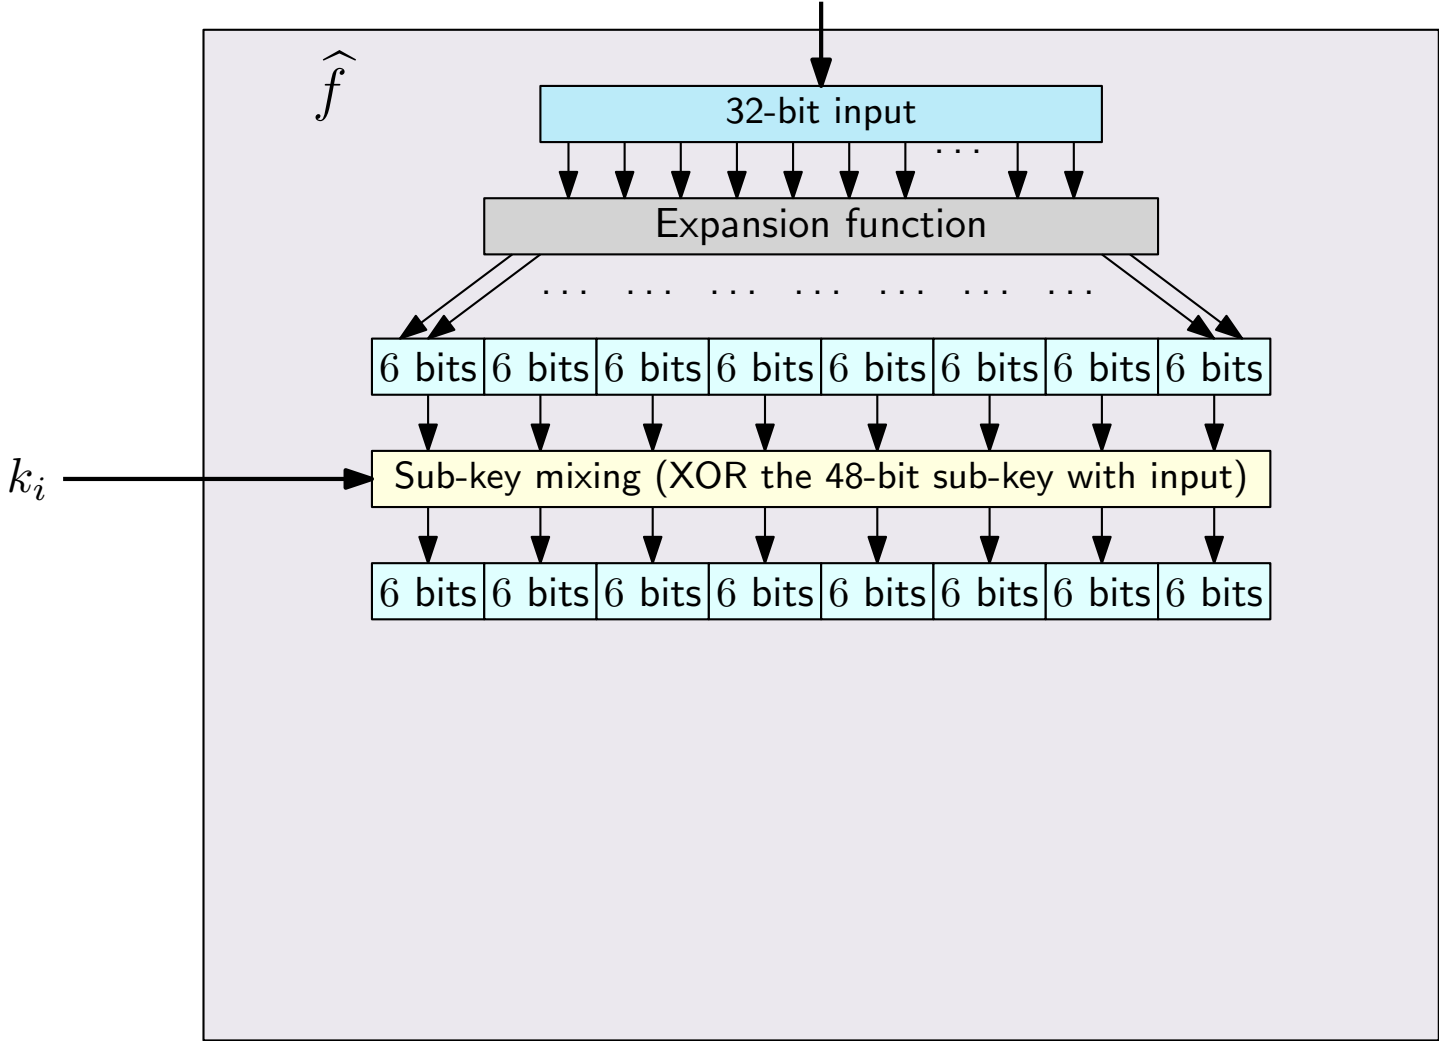 f̂
32-bit input
...
Expansion function
... ... ... ... ... ... ...
6 bits 6 bits 6 bits 6 bits 6 bits 6 bits 6 bits 6 bits
k_i Sub-key mixing (XOR the 48-bit sub-key with input)
6 bits 6 bits 6 bits 6 bits 6 bits 6 bits 6 bits 6 bits